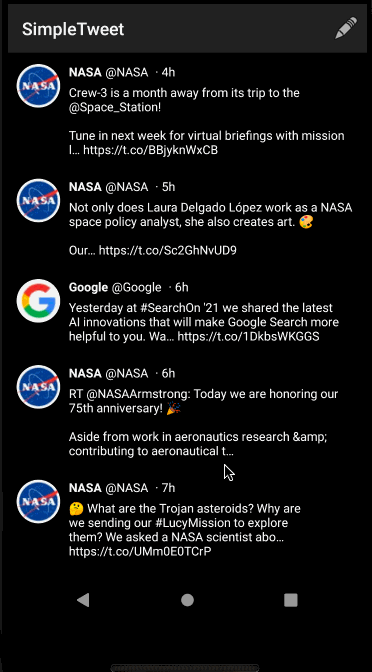 SimpleTweet
NASA @NASA · 4h
Crew-3 is a month away from its trip to the
@Space_Station!
Tune in next week for virtual briefings with mission
l… https://t.co/BBjyknWxCB
NASA @NASA · 5h
Not only does Laura Delgado López work as a NASA
space policy analyst, she also creates art. 🎨
Our… https://t.co/Sc2GhNvUD9
Google @Google · 6h
Yesterday at #SearchOn '21 we shared the latest
AI innovations that will make Google Search more
helpful to you. Wa… https://t.co/1DkbsWKGGS
NASA @NASA · 6h
RT @NASAArmstrong: Today we are honoring our
75th anniversary! 🎉
Aside from work in aeronautics research &amp;
contributing to aeronautical t…
NASA @NASA · 7h
🤔 What are the Trojan asteroids? Why are
we sending our #LucyMission to explore
them? We asked a NASA scientist abo…
https://t.co/UMm0E0TCrP